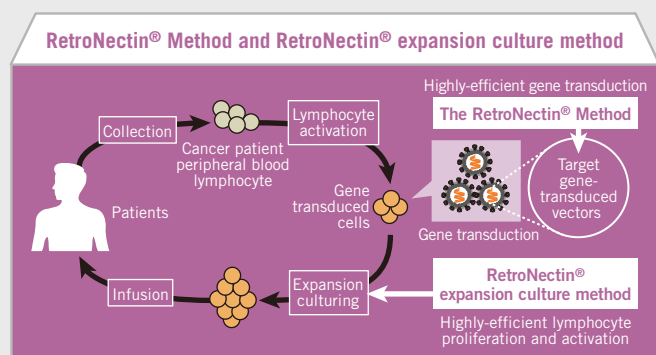 RetroNectin® Method and RetroNectin® expansion culture method
Highly-efficient gene transduction
The RetroNectin® Method
Collection
Lymphocyte
activation
Cancer patient
peripheral blood
lymphocyte
Target
gene-
transduced
vectors
Gene
transduced
cells
Patients
Gene transduction
RetroNectin®
expansion culture method
Infusion
Expansion
culturing
Highly-efficient lymphocyte
proliferation and activation